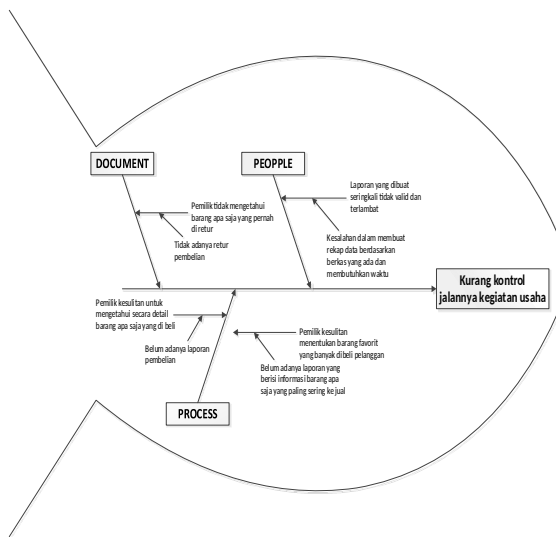 DOCUMENT
PEOPPLE
Pemilik tidak mengetahui
barang apa saja yang pernah
di retur
Tidak adanya retur
pembelian
Laporan yang dibuat
seringkali tidak valid dan
terlambat
Kesalahan dalam membuat
rekap data berdasarkan
berkas yang ada dan
membutuhkan waktu
Kurang kontrol
jalannya kegiatan usaha
Pemilik kesulitan untuk
mengetahui secara detail
barang apa saja yang di beli
Belum adanya laporan
pembelian
Pemilik kesulitan
menentukan barang favorit
yang banyak dibeli pelanggan
Belum adanya laporan yang
berisi informasi barang apa
saja yang paling sering ke jual
PROCESS